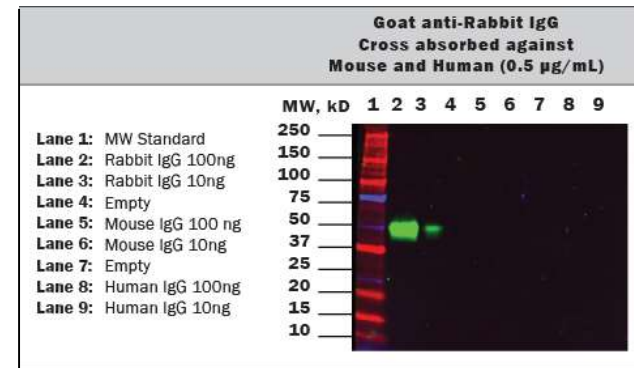 Goat anti-Rabbit IgG
Cross absorbed against
Mouse and Human (0.5 µg/mL)
MW, kD 1 2 3 4 5 6 7 8 9
250
150
100
75
50
37
25
20
15
10
Lane 1: MW Standard
Lane 2: Rabbit IgG 100ng
Lane 3: Rabbit IgG 10ng
Lane 4: Empty
Lane 5: Mouse IgG 100 ng
Lane 6: Mouse IgG 10ng
Lane 7: Empty
Lane 8: Human IgG 100ng
Lane 9: Human IgG 10ng